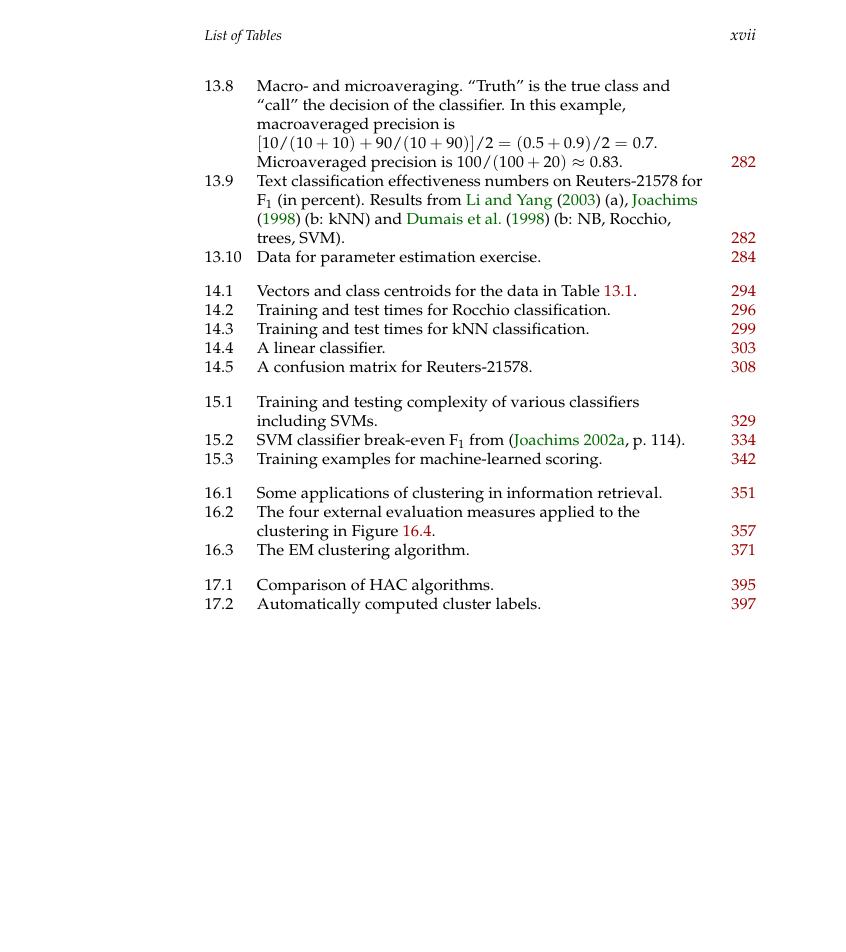 List of Tables xvii
13.8 Macro- and microaveraging. “Truth” is the true class and
“call” the decision of the classifier. In this example,
macroaveraged precision is
[10/(10 + 10) + 90/(10 + 90)]/2 = (0.5 + 0.9)/2 = 0.7.
Microaveraged precision is 100/(100 + 20) ≈ 0.83. 282
13.9 Text classification effectiveness numbers on Reuters-21578 for
F₁ (in percent). Results from Li and Yang (2003) (a), Joachims
(1998) (b: kNN) and Dumais et al. (1998) (b: NB, Rocchio,
trees, SVM). 282
13.10 Data for parameter estimation exercise. 284
14.1 Vectors and class centroids for the data in Table 13.1. 294
14.2 Training and test times for Rocchio classification. 296
14.3 Training and test times for kNN classification. 299
14.4 A linear classifier. 303
14.5 A confusion matrix for Reuters-21578. 308
15.1 Training and testing complexity of various classifiers
including SVMs. 329
15.2 SVM classifier break-even F₁ from (Joachims 2002a, p. 114). 334
15.3 Training examples for machine-learned scoring. 342
16.1 Some applications of clustering in information retrieval. 351
16.2 The four external evaluation measures applied to the
clustering in Figure 16.4. 357
16.3 The EM clustering algorithm. 371
17.1 Comparison of HAC algorithms. 395
17.2 Automatically computed cluster labels. 397